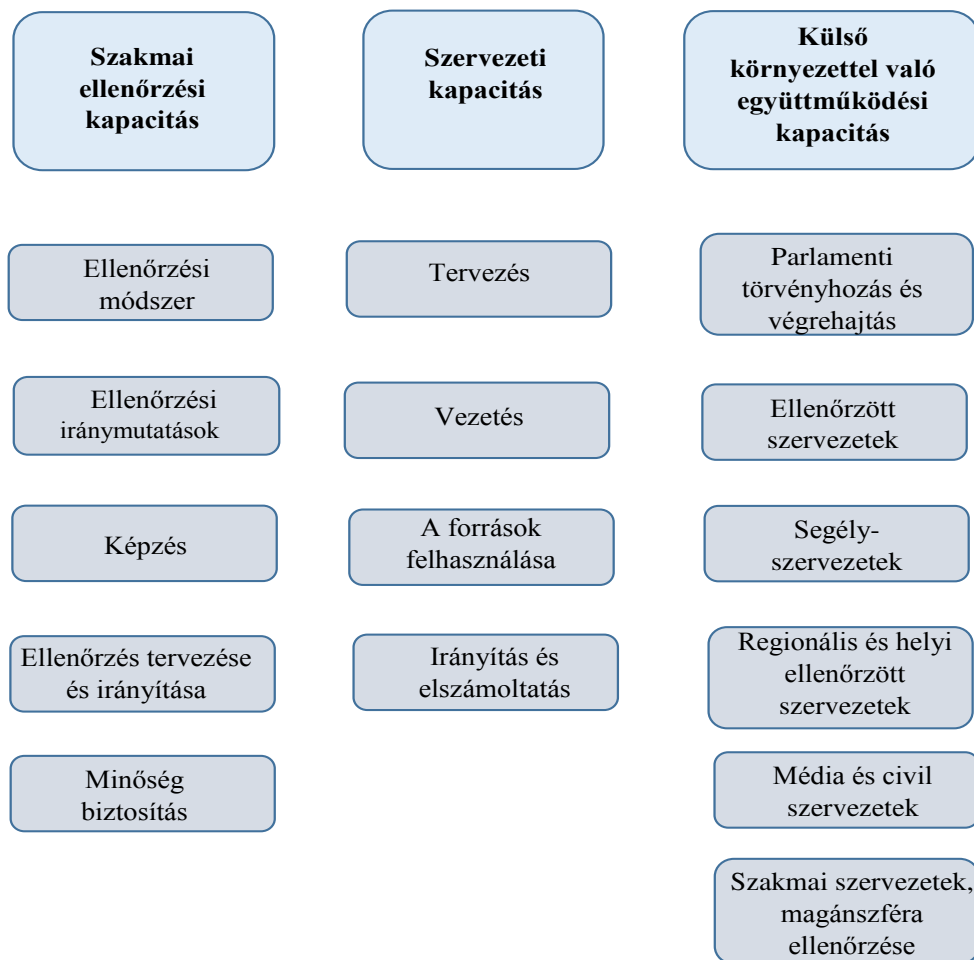 Szakmai
ellenőrzési
kapacitás
Szervezeti
kapacitás
Külső
környezettel való
együttműködési
kapacitás
Ellenőrzési
módszer
Ellenőrzési
iránymutatások
Képzés
Ellenőrzés tervezése
és irányítása
Minőség
biztosítás
Tervezés
Vezetés
A források
felhasználása
Irányítás és
elszámoltatás
Parlamenti
törvényhozás és
végrehajtás
Ellenőrzött
szervezetek
Segély-
szervezetek
Regionális és helyi
ellenőrzött
szervezetek
Média és civil
szervezetek
Szakmai szervezetek,
magánszféra
ellenőrzése